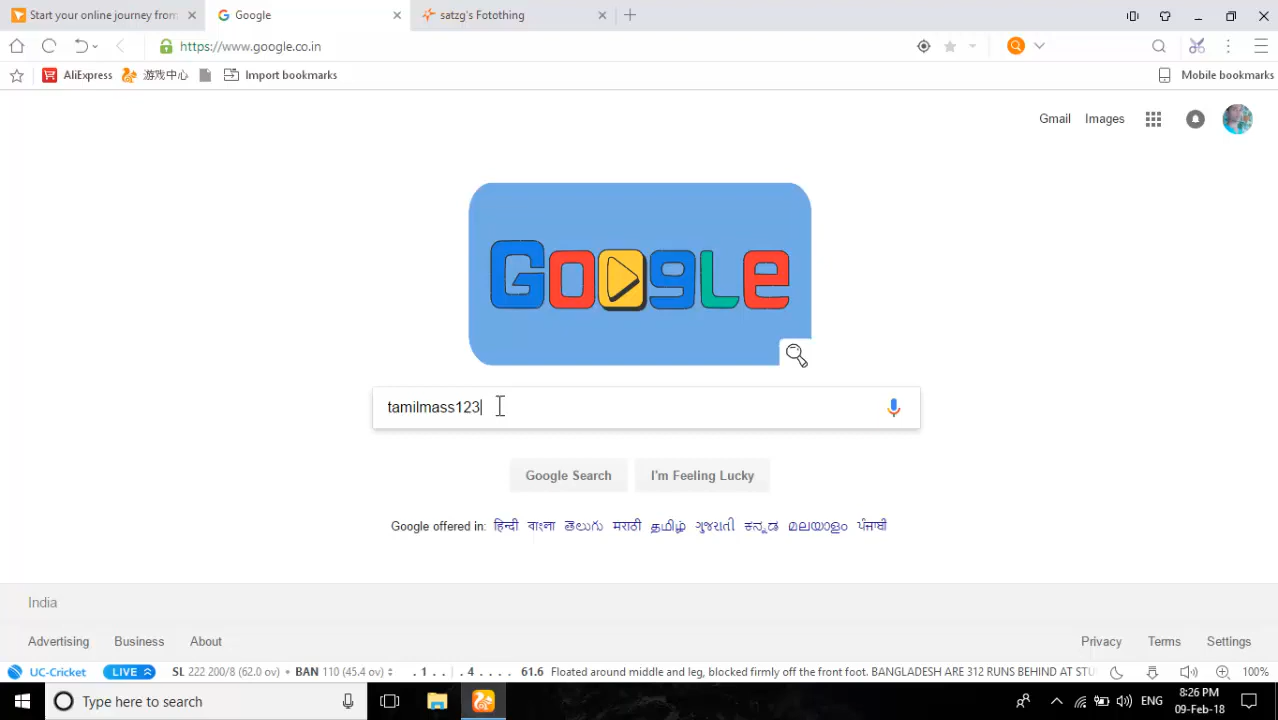 Start your online journey from
Google
satzg's Fotothing
https://www.google.co.in
AliExpress
游戏中心
Import bookmarks
Mobile bookmarks
Gmail
Images
Google
tamilmass123
Google Search
I'm Feeling Lucky
Google offered in: हिन्दी বাংলা తెలుగు मराठी தமிழ் ગુજરાતી ಕನ್ನಡ മലയാളം ਪੰਜਾਬੀ
India
Advertising Business About
Privacy Terms Settings
UC-Cricket LIVE SL 222 200/8 (62.0 ov) • BAN 110 (45.4 ov) . 1 . . | . 4 . . . . 61.6 Floated around middle and leg, blocked firmly off the front foot. BANGLADESH ARE 312 RUNS BEHIND AT STU 100%
Type here to search
ENG
8:26 PM
09-Feb-18